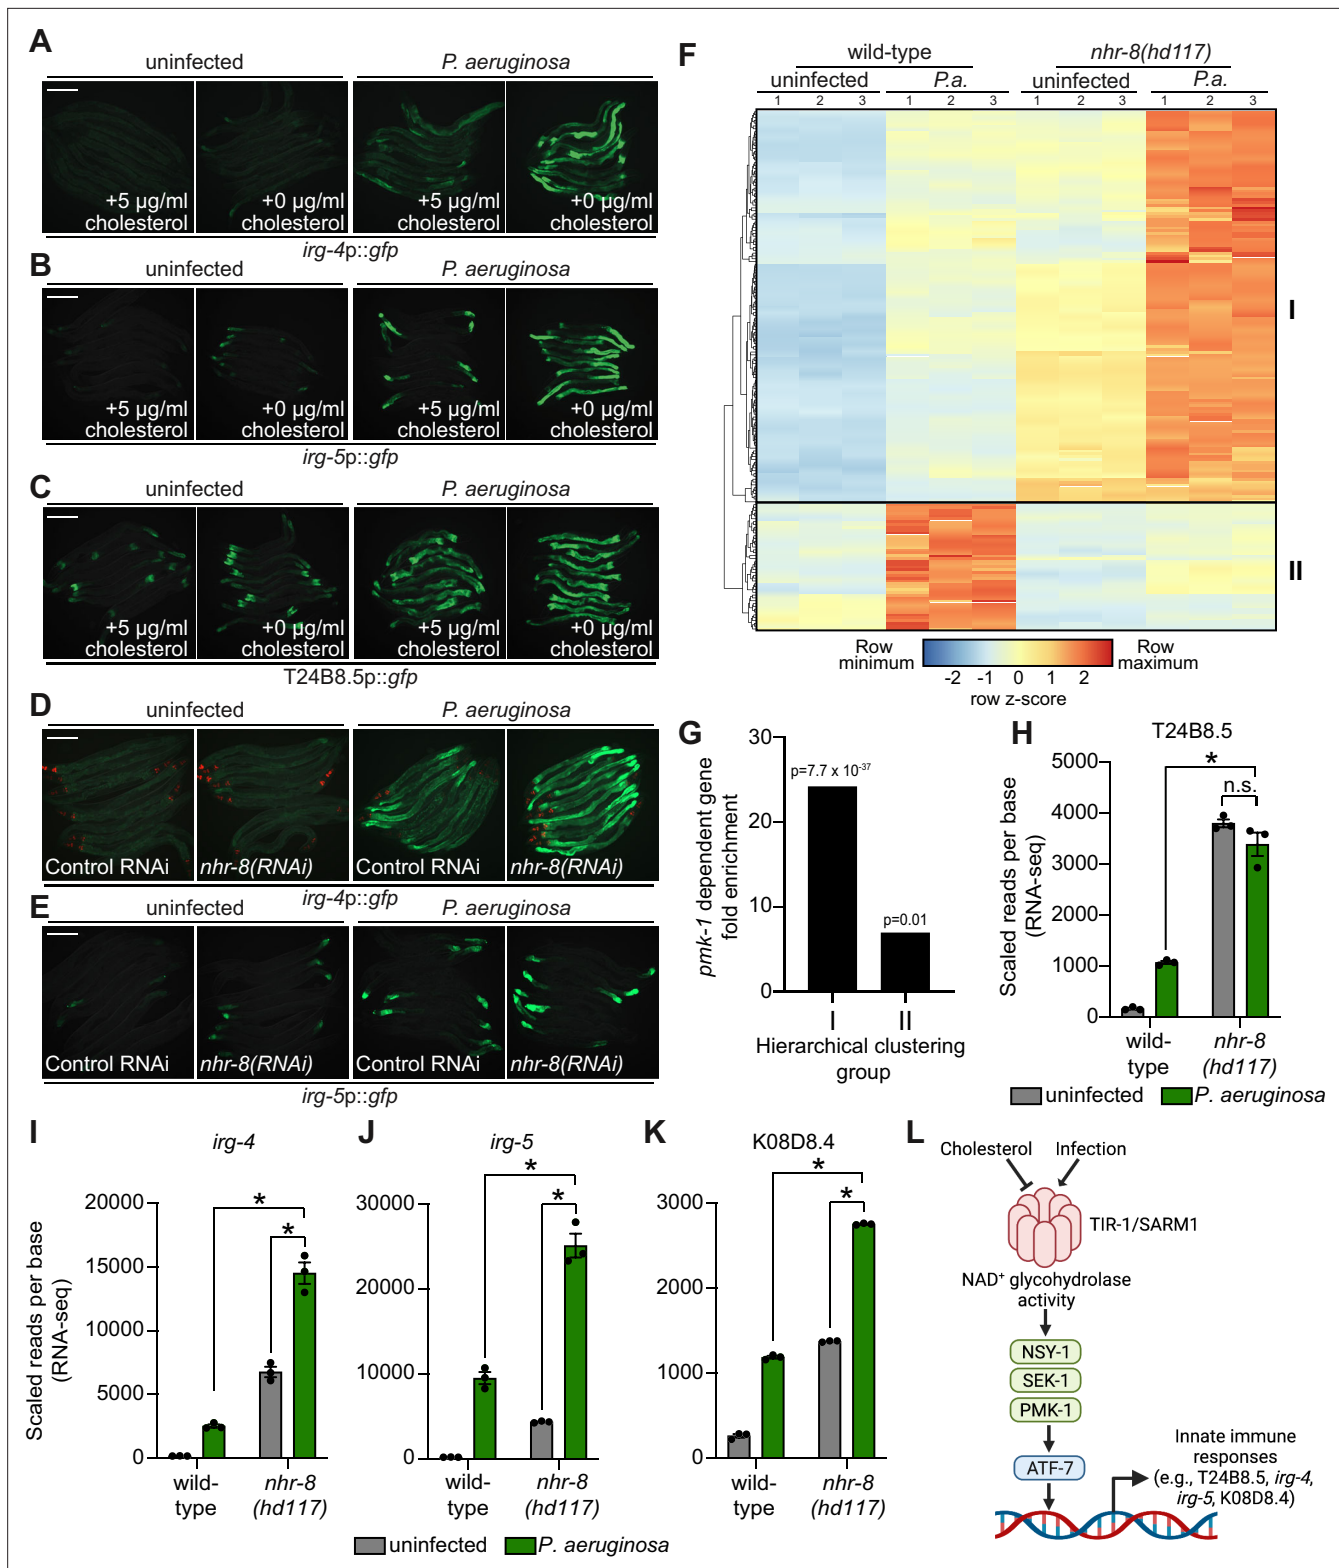 A
uninfected
P. aeruginosa
+5 µg/ml cholesterol
+0 µg/ml cholesterol
+5 µg/ml cholesterol
+0 µg/ml cholesterol
irg-4p::gfp
B
uninfected
P. aeruginosa
+5 µg/ml cholesterol
+0 µg/ml cholesterol
+5 µg/ml cholesterol
+0 µg/ml cholesterol
irg-5p::gfp
C
uninfected
P. aeruginosa
+5 µg/ml cholesterol
+0 µg/ml cholesterol
+5 µg/ml cholesterol
+0 µg/ml cholesterol
T24B8.5p::gfp
D
uninfected
P. aeruginosa
Control RNAi
nhr-8(RNAi)
Control RNAi
nhr-8(RNAi)
irg-4p::gfp
E
uninfected
P. aeruginosa
Control RNAi
nhr-8(RNAi)
Control RNAi
nhr-8(RNAi)
irg-5p::gfp
F
wild-type
nhr-8(hd117)
uninfected
P.a.
uninfected
P.a.
1 2 3 1 2 3 1 2 3 1 2 3
I
II
Row minimum
Row maximum
-2 -1 0 1 2
row z-score
G
pmk-1 dependent gene
fold enrichment
30
20
10
0
p=7.7 x 10-37
p=0.01
I
II
Hierarchical clustering
group
H
T24B8.5
Scaled reads per base
(RNA-seq)
5000
4000
3000
2000
1000
0
*
n.s.
wild-
type
nhr-8
(hd117)
uninfected
P. aeruginosa
I
irg-4
Scaled reads per base
(RNA-seq)
20000
15000
10000
5000
0
*
*
wild-
type
nhr-8
(hd117)
J
irg-5
30000
20000
10000
0
*
*
wild-
type
nhr-8
(hd117)
K
K08D8.4
3000
2000
1000
0
*
*
wild-
type
nhr-8
(hd117)
uninfected
P. aeruginosa
L
Cholesterol
Infection
TIR-1/SARM1
NAD+ glycohydrolase
activity
NSY-1
SEK-1
PMK-1
ATF-7
Innate immune
responses
(e.g., T24B8.5, irg-4,
irg-5, K08D8.4)